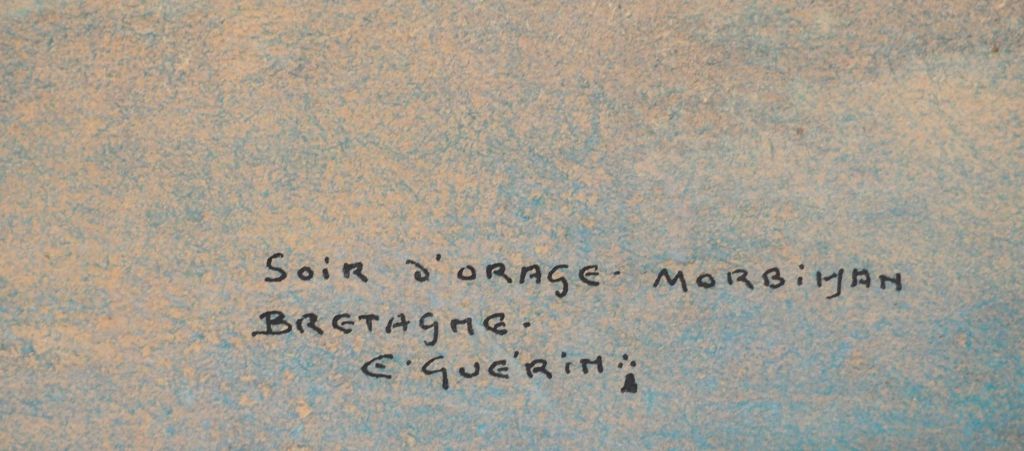 SOiR D'ORAGE. MORBiHAN
BRETAGNE.
E. GUÉRiN